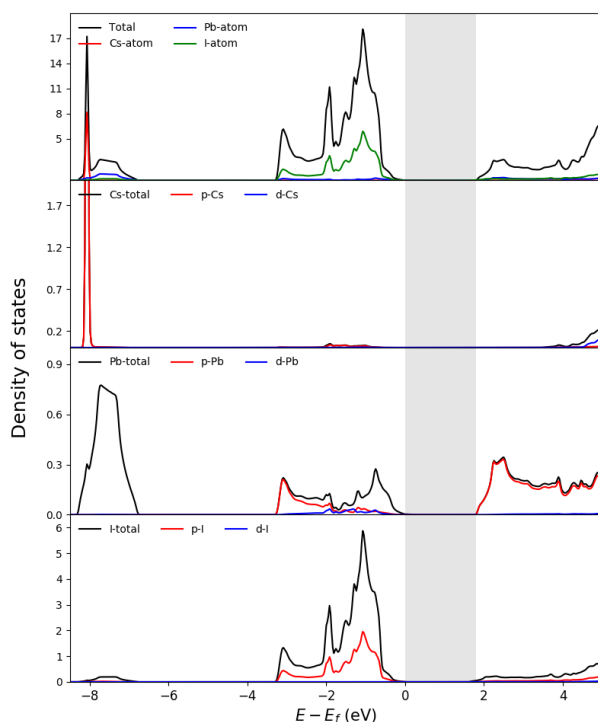 Total Pb-atom
Cs-atom I-atom
17
14
11
8
5
Cs-total p-Cs d-Cs
1.7
1.2
0.7
0.2
Density of states
Pb-total p-Pb d-Pb
0.9
0.6
0.3
0.0
I-total p-I d-I
6
5
4
3
2
1
0
−8 −6 −4 −2 0 2 4
E − E_f (eV)